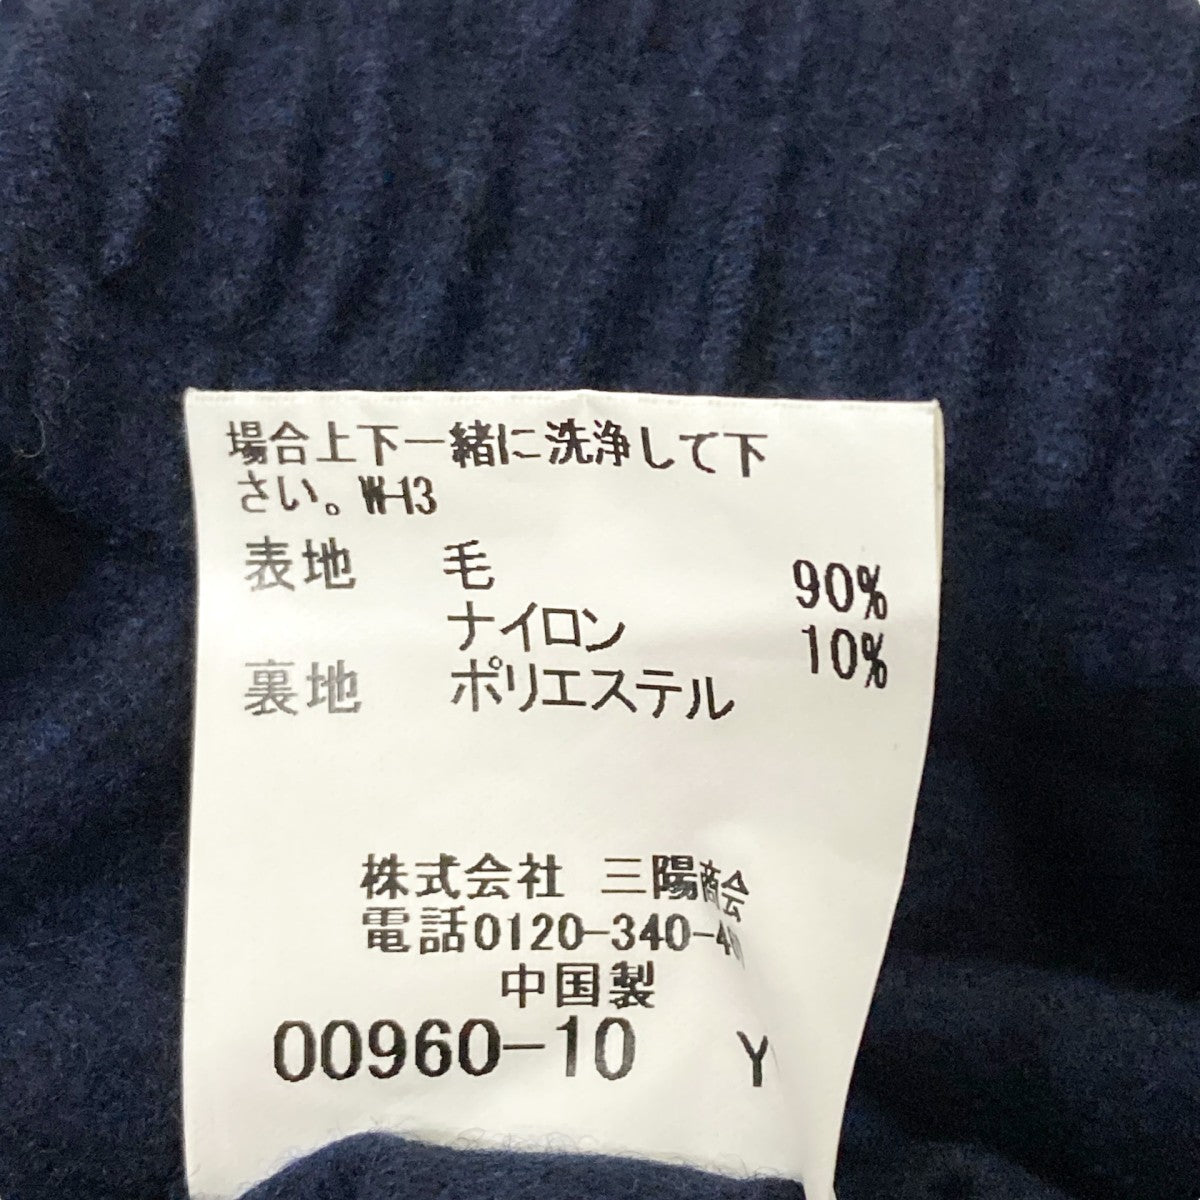 場合上下一緒に洗浄して下
さい。W-13
表地 毛 90%
ナイロン 10%
裏地 ポリエステル
株式会社 三陽商会
電話0120-340-4
中国製
00960-10 Y